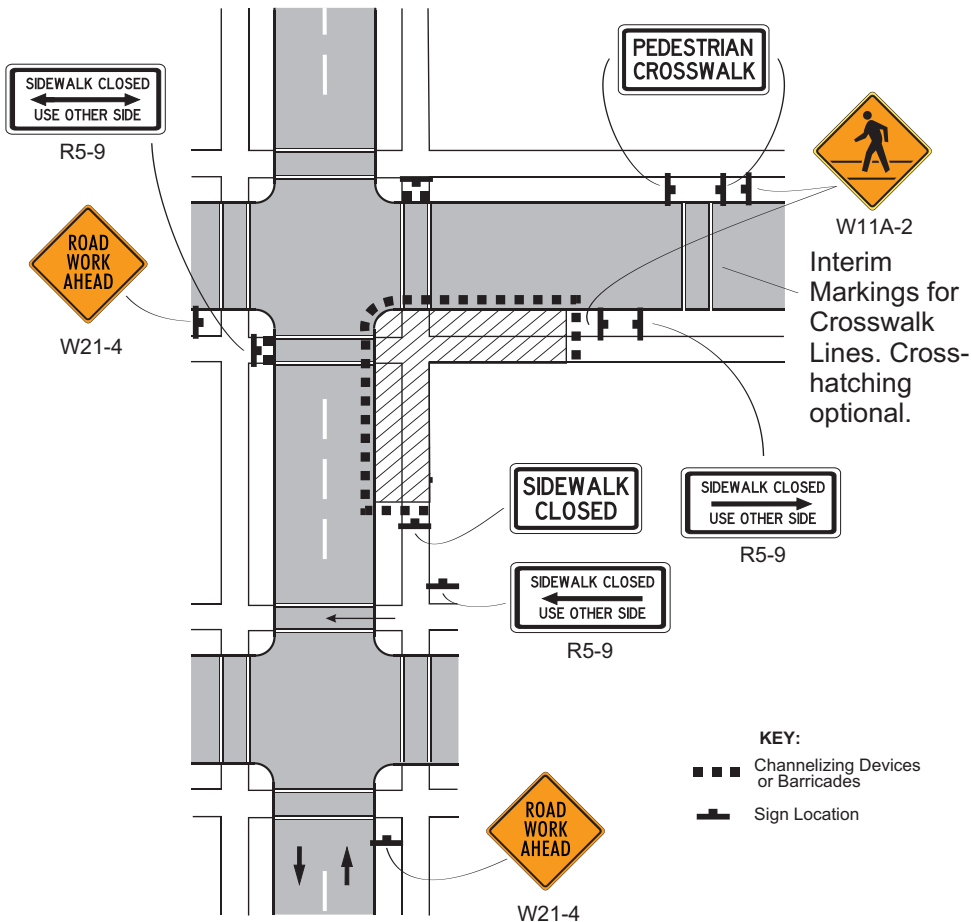 PEDESTRIAN
CROSSWALK
SIDEWALK CLOSED
USE OTHER SIDE
R5-9
W11A-2
ROAD
WORK
AHEAD
W21-4
Interim
Markings for
Crosswalk
Lines. Cross-
hatching
optional.
SIDEWALK
CLOSED
SIDEWALK CLOSED
USE OTHER SIDE
R5-9
SIDEWALK CLOSED
USE OTHER SIDE
R5-9
KEY:
Channelizing Devices
or Barricades
Sign Location
ROAD
WORK
AHEAD
W21-4